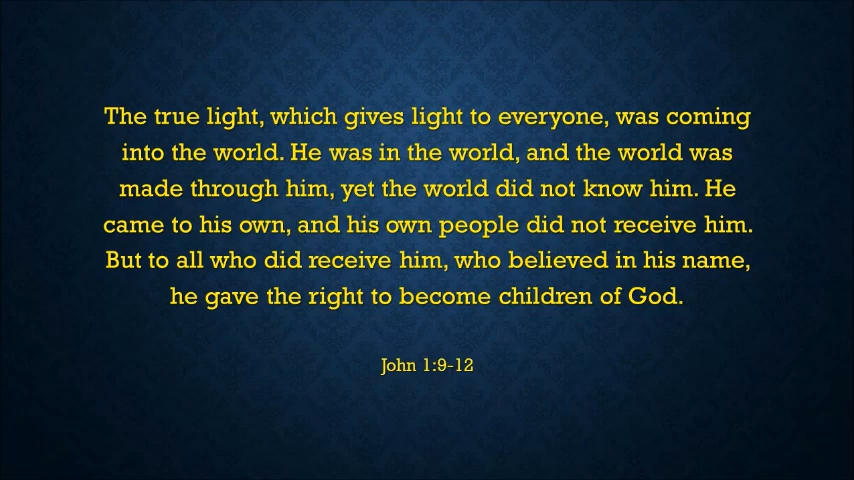 The true light, which gives light to everyone, was coming
into the world. He was in the world, and the world was
made through him, yet the world did not know him. He
came to his own, and his own people did not receive him.
But to all who did receive him, who believed in his name,
he gave the right to become children of God.
John 1:9-12